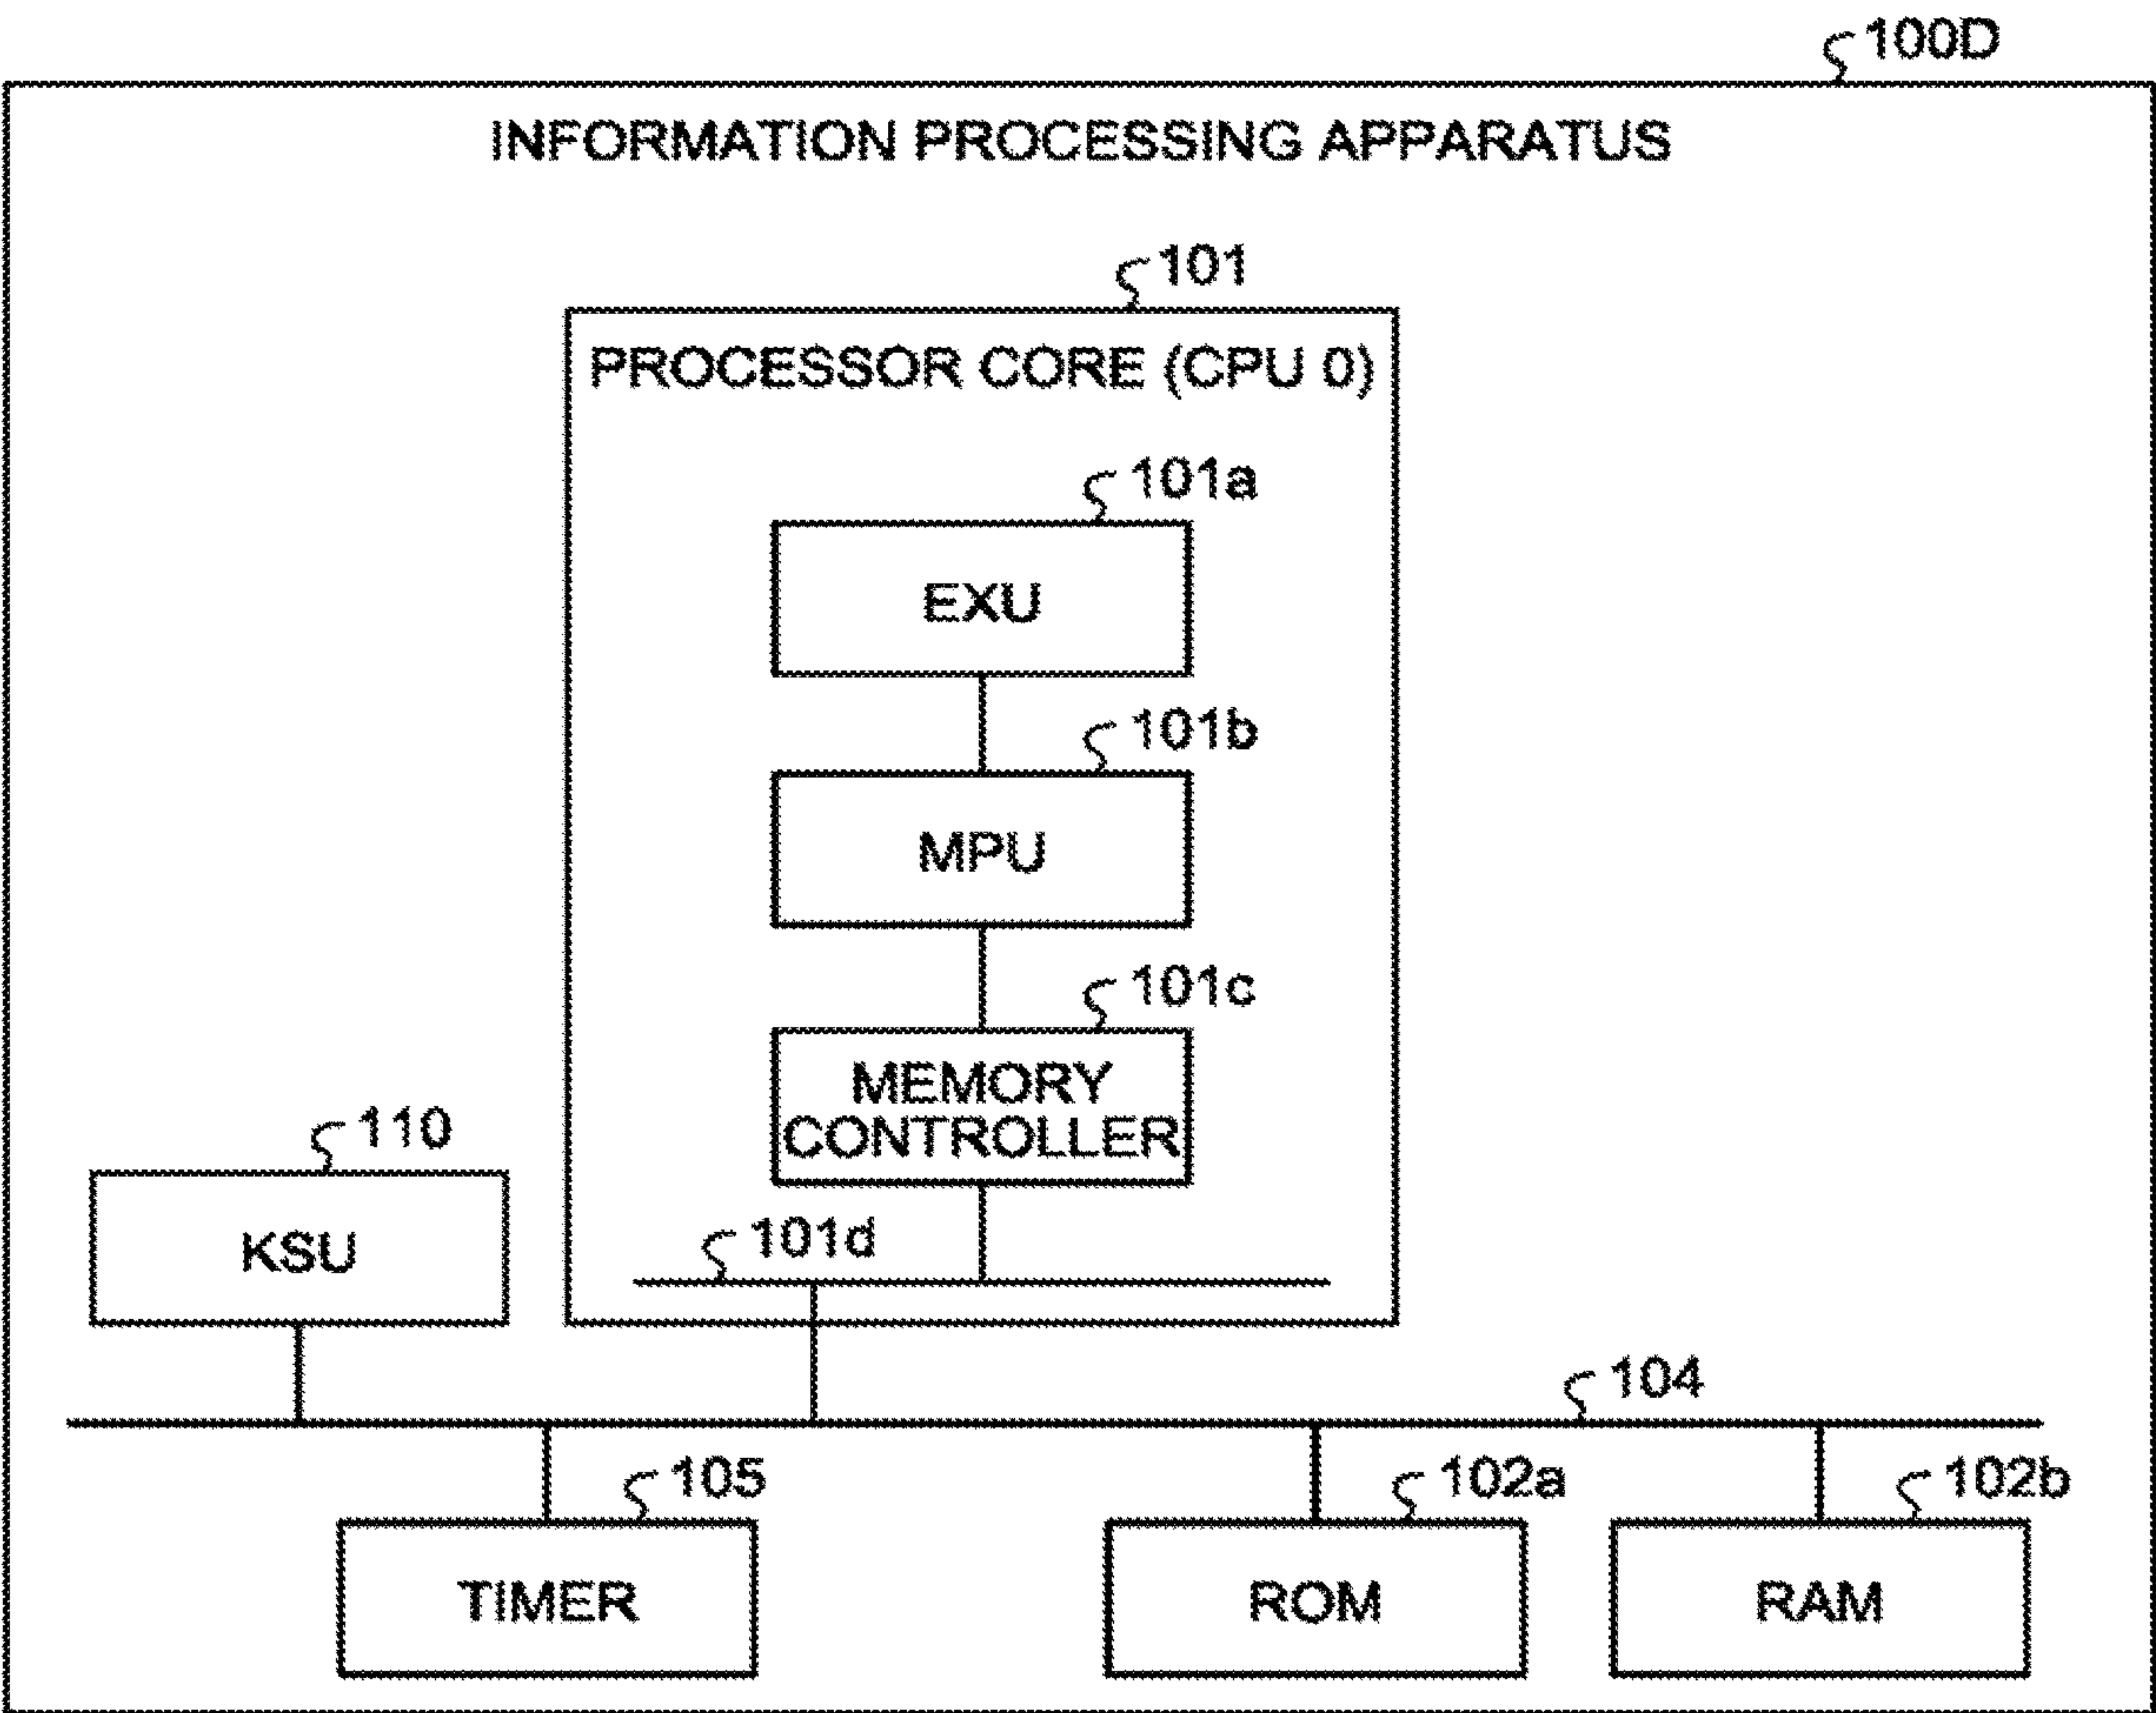 100D
INFORMATION PROCESSING APPARATUS
101
PROCESSOR CORE (CPU 0)
101a
EXU
101b
MPU
101c
MEMORY
CONTROLLER
110
KSU
101d
104
105
TIMER
102a
ROM
102b
RAM